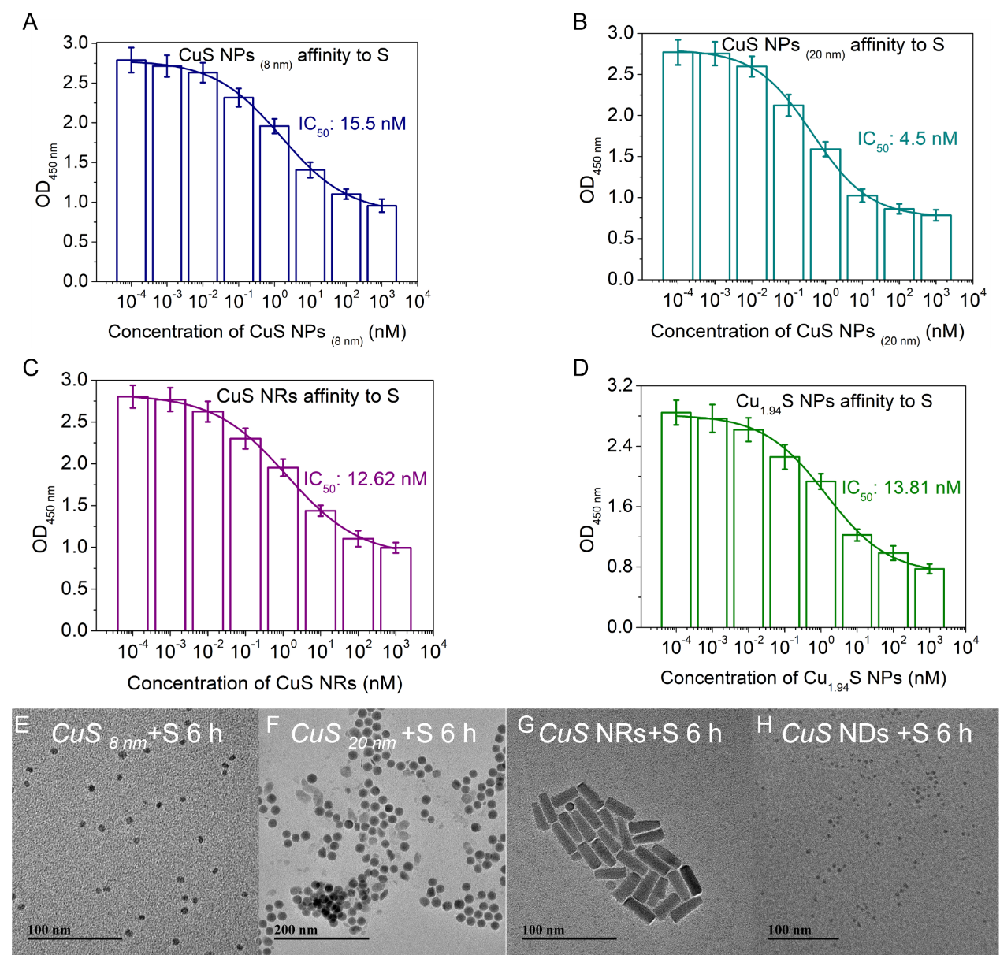 A
CuS NPs (8 nm) affinity to S
IC50: 15.5 nM
OD450 nm
3.0
2.5
2.0
1.5
1.0
0.5
0.0
10-4 10-3 10-2 10-1 100 101 102 103 104
Concentration of CuS NPs (8 nm) (nM)
B
CuS NPs (20 nm) affinity to S
IC50: 4.5 nM
OD450 nm
3.0
2.5
2.0
1.5
1.0
0.5
0.0
10-4 10-3 10-2 10-1 100 101 102 103 104
Concentration of CuS NPs (20 nm) (nM)
C
CuS NRs affinity to S
IC50: 12.62 nM
OD450 nm
3.0
2.5
2.0
1.5
1.0
0.5
0.0
10-4 10-3 10-2 10-1 100 101 102 103 104
Concentration of CuS NRs (nM)
D
Cu1.94S NPs affinity to S
IC50: 13.81 nM
OD450 nm
3.2
2.4
1.6
0.8
0.0
10-4 10-3 10-2 10-1 100 101 102 103 104
Concentration of Cu1.94S NPs (nM)
E CuS 8 nm+S 6 h
100 nm
F CuS 20 nm +S 6 h
200 nm
G CuS NRs+S 6 h
100 nm
H CuS NDs +S 6 h
100 nm